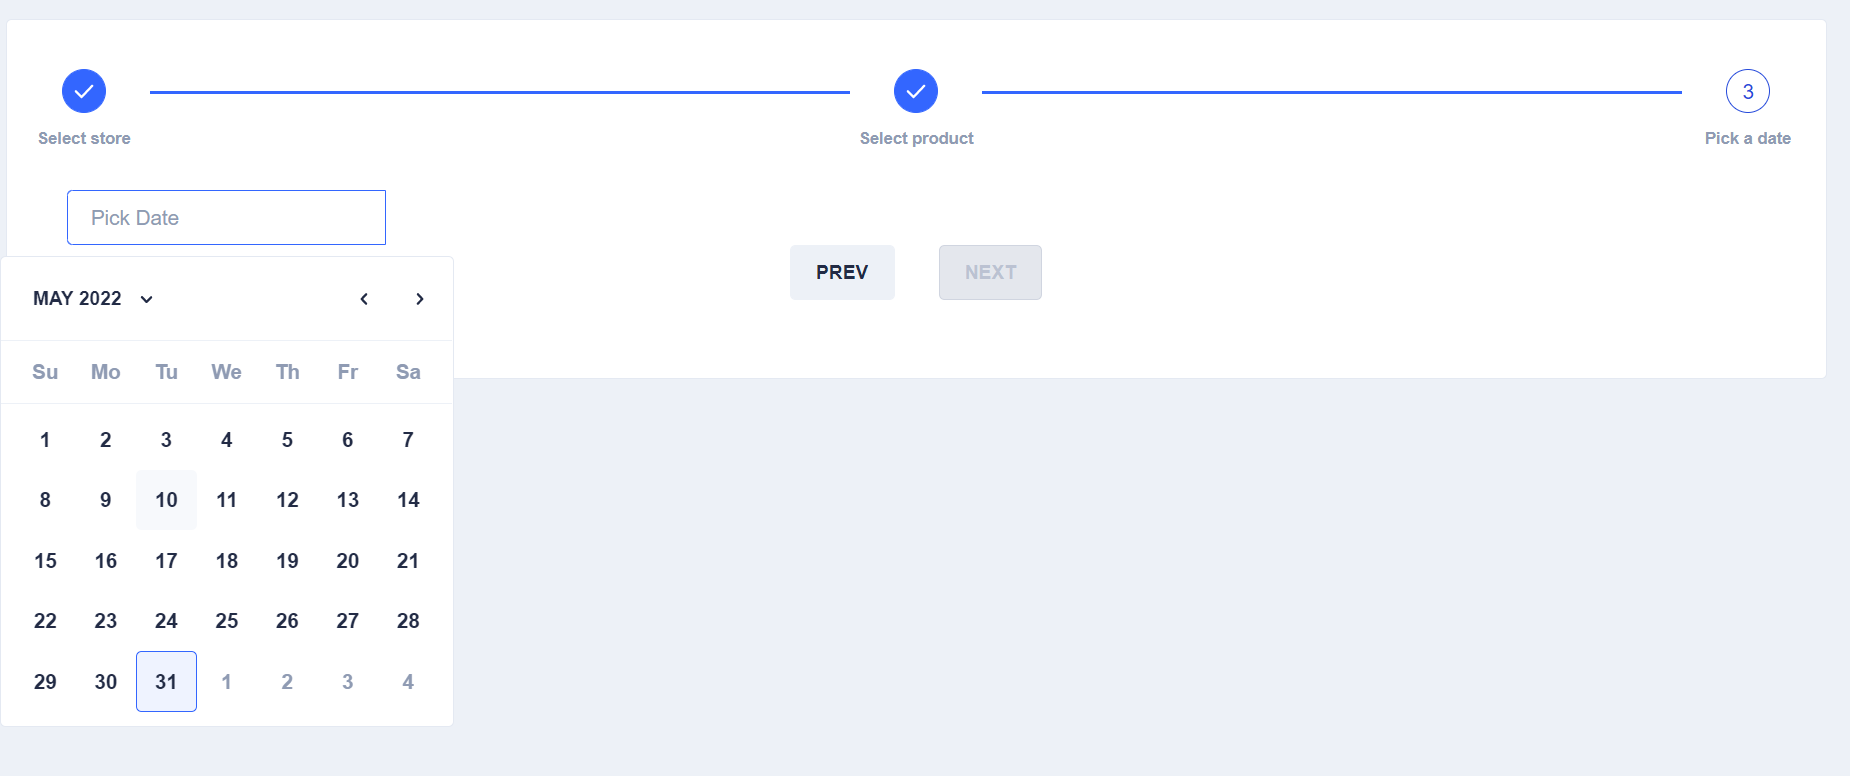 3
Select store Select product Pick a date
Pick Date
PREV NEXT
MAY 2022
Su Mo Tu We Th Fr Sa
1 2 3 4 5 6 7
8 9 10 11 12 13 14
15 16 17 18 19 20 21
22 23 24 25 26 27 28
29 30 31 1 2 3 4